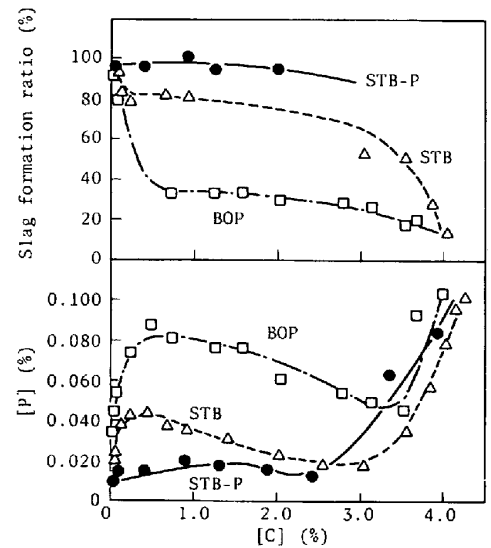 Slag formation ratio (%)
100
80
60
40
20
0
STB-P
STB
BOP
[P] (%)
0.100
0.080
0.060
0.040
0.020
0
BOP
STB
STB-P
0
1.0
2.0
3.0
4.0
[C] (%)